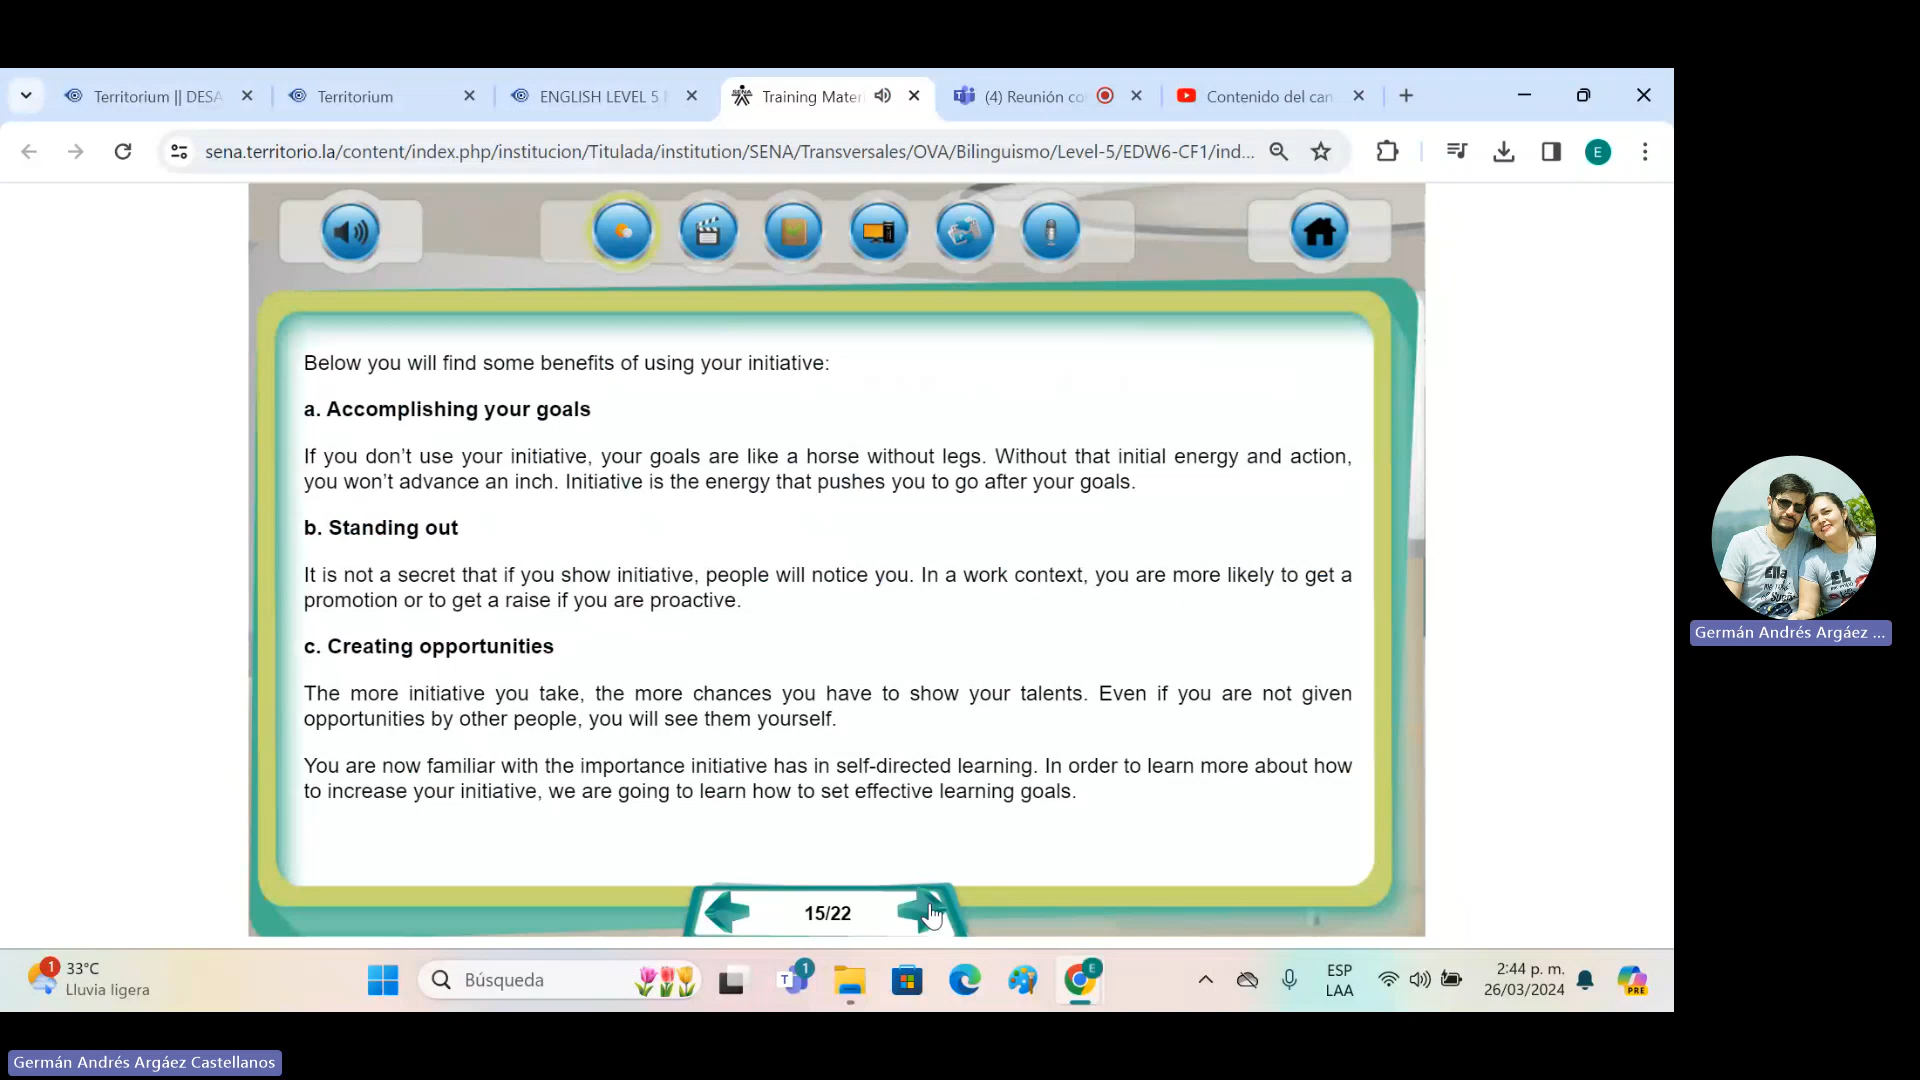 Territorium || DESA
Territorium
ENGLISH LEVEL 5
Training Mater
(4) Reunión co
Contenido del can
sena.territorio.la/content/index.php/institucion/Titulada/institution/SENA/Transversales/OVA/Bilinguismo/Level-5/EDW6-CF1/ind...
E
Below you will find some benefits of using your initiative:
a. Accomplishing your goals
If you don't use your initiative, your goals are like a horse without legs. Without that initial energy and action,
you won't advance an inch. Initiative is the energy that pushes you to go after your goals.
b. Standing out
It is not a secret that if you show initiative, people will notice you. In a work context, you are more likely to get a
promotion or to get a raise if you are proactive.
c. Creating opportunities
The more initiative you take, the more chances you have to show your talents. Even if you are not given
opportunities by other people, you will see them yourself.
You are now familiar with the importance initiative has in self-directed learning. In order to learn more about how
to increase your initiative, we are going to learn how to set effective learning goals.
15/22
Ella
EL
Germán Andrés Argáez ...
1
33°C
Lluvia ligera
Búsqueda
1
E
ESP
LAA
2:44 p. m.
26/03/2024
PRE
Germán Andrés Argáez Castellanos